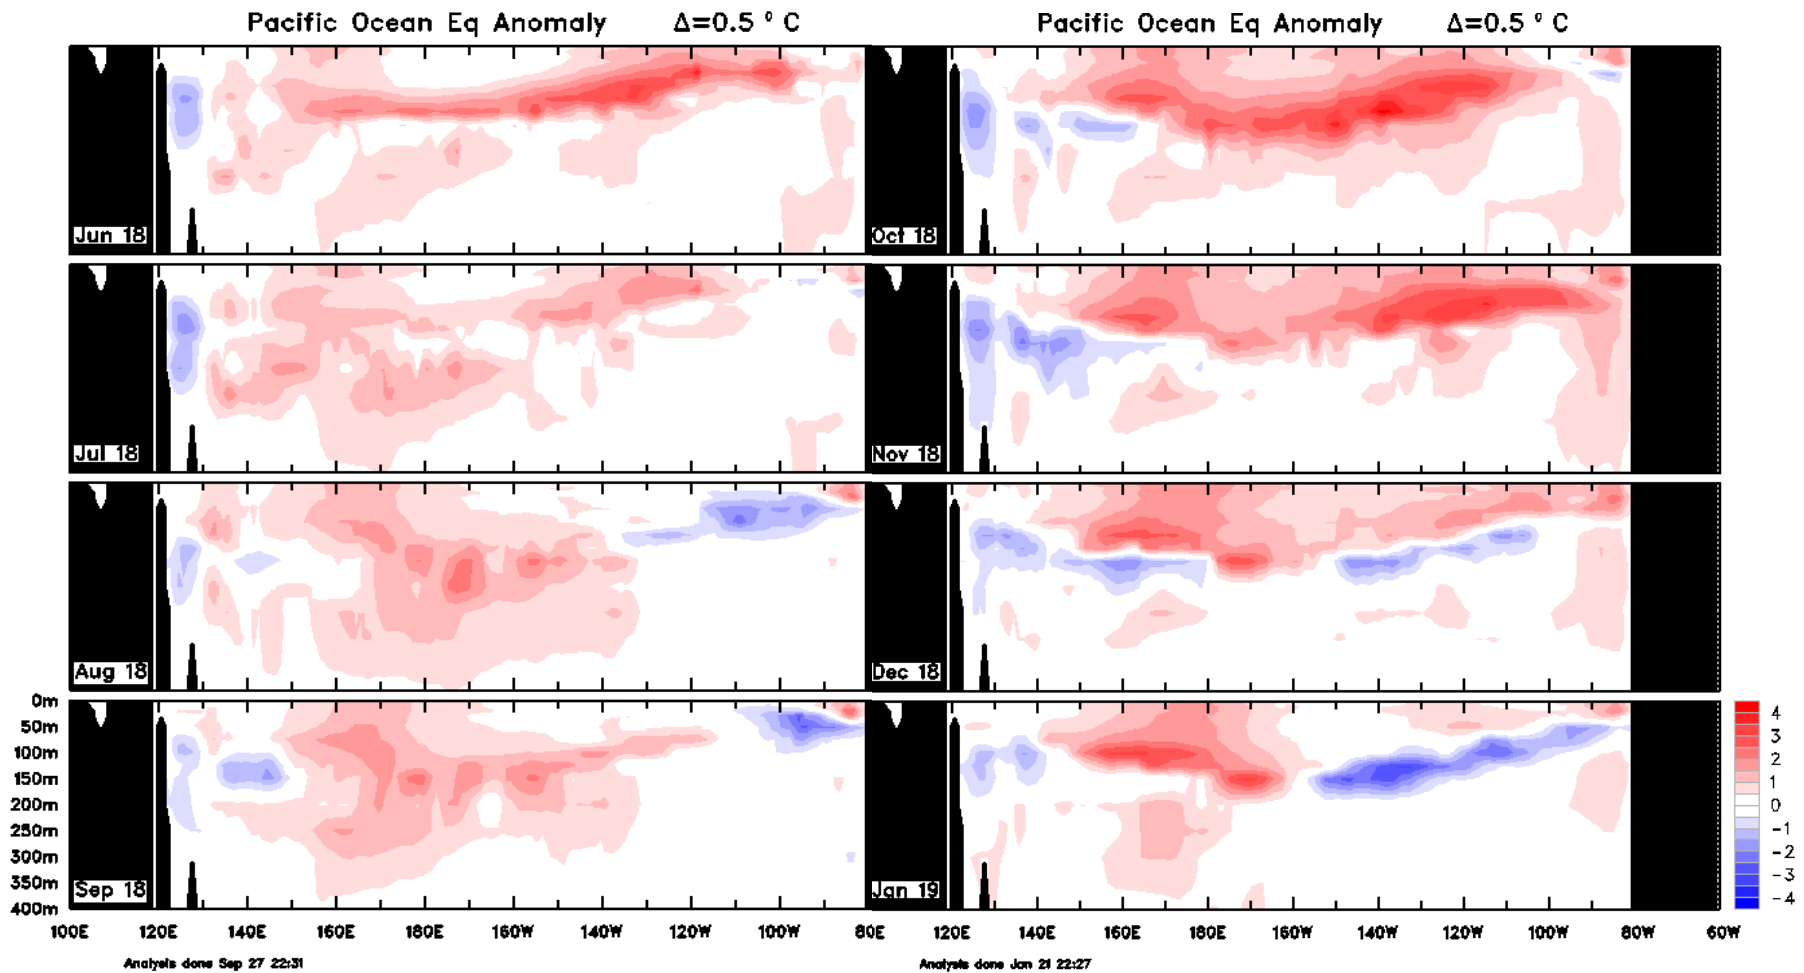 Pacific Ocean Eq Anomaly Δ=0.5 °C
Pacific Ocean Eq Anomaly Δ=0.5 °C
Jun 18
Oct 18
Jul 18
Nov 18
Aug 18
Dec 18
Sep 18
Jan 19
0m
50m
100m
150m
200m
250m
300m
350m
400m
4
3
2
1
0
-1
-2
-3
-4
100E 120E 140E 160E 180E 160W 140W 120W 100W 80E 120E 140E 160E 180E 160W 140W 120W 100W 80W 60W
Analysis done Sep 27 22:31
Analysis done Jan 21 22:27